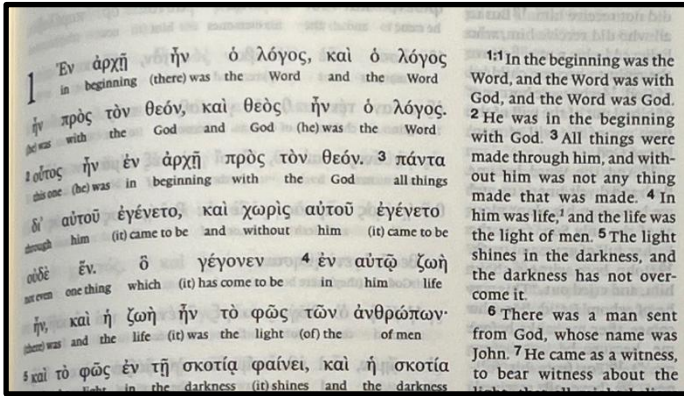 1 Ἐν ἀρχῇ ἦν ὁ λόγος, καὶ ὁ λόγος
in beginning (there) was the Word and the Word
ἦν πρὸς τὸν θεόν, καὶ θεὸς ἦν ὁ λόγος.
(he) was with the God and God (he) was the Word
2 οὗτος ἦν ἐν ἀρχῇ πρὸς τὸν θεόν. 3 πάντα
this one (he) was in beginning with the God all things
δι' αὐτοῦ ἐγένετο, καὶ χωρὶς αὐτοῦ ἐγένετο
through him (it) came to be and without him (it) came to be
οὐδὲ ἕν. ὃ γέγονεν 4 ἐν αὐτῷ ζωὴ
not even one thing which (it) has come to be in him life
ἦν, καὶ ἡ ζωὴ ἦν τὸ φῶς τῶν ἀνθρώπων·
(there) was and the life (it) was the light (of) the of men
5 καὶ τὸ φῶς ἐν τῇ σκοτίᾳ φαίνει, καὶ ἡ σκοτία
light in the darkness (it) shines and the darkness
1:1 In the beginning was the
Word, and the Word was with
God, and the Word was God.
2 He was in the beginning
with God. 3 All things were
made through him, and with-
out him was not any thing
made that was made. 4 In
him was life,¹ and the life was
the light of men. 5 The light
shines in the darkness, and
the darkness has not over-
come it.
6 There was a man sent
from God, whose name was
John. 7 He came as a witness,
to bear witness about the